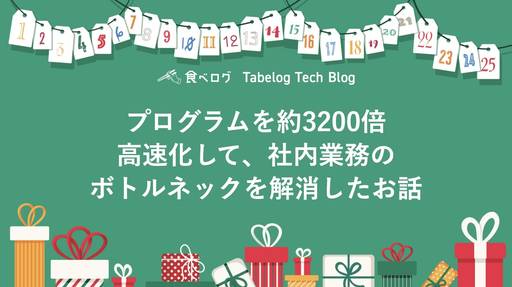 1 2 3 4 5 6 7 8 9 10 11 12 13 14 15 16 17 18 19 20 21 22 23 24 25
食べログ Tabelog Tech Blog
プログラムを約3200倍
高速化して、社内業務の
ボトルネックを解消したお話